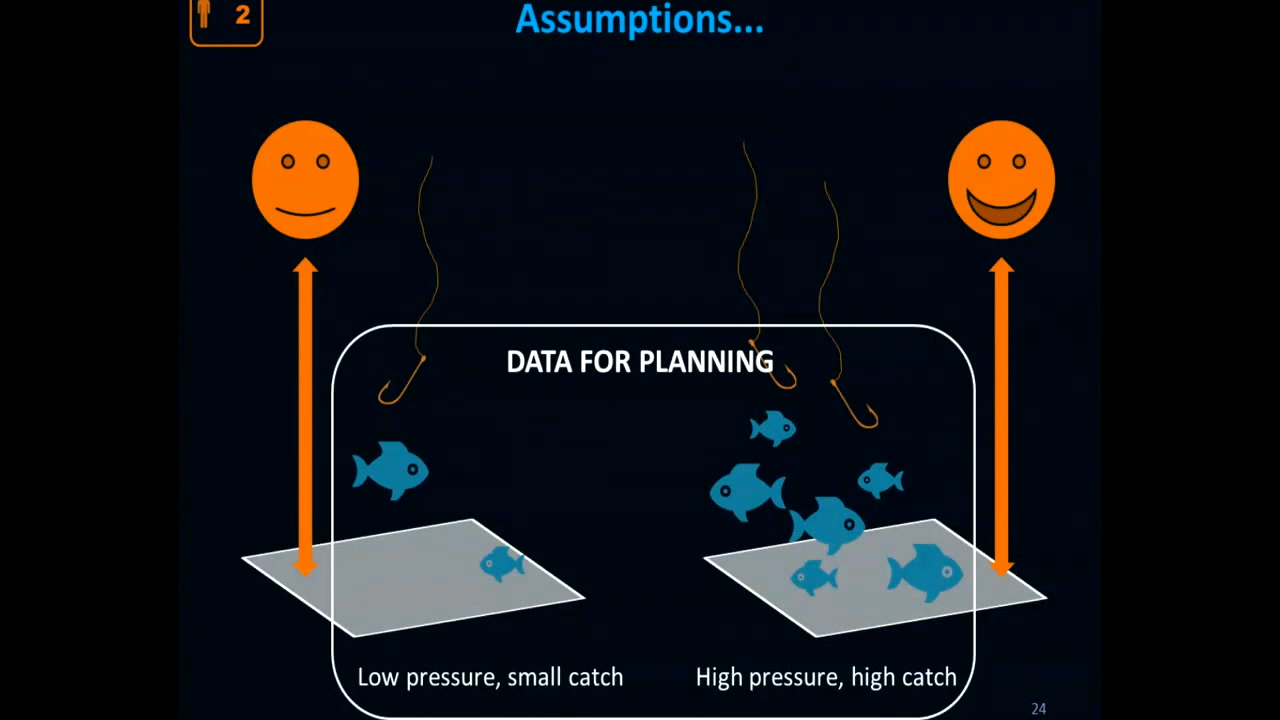 2
Assumptions...
DATA FOR PLANNING
Low pressure, small catch
High pressure, high catch
24